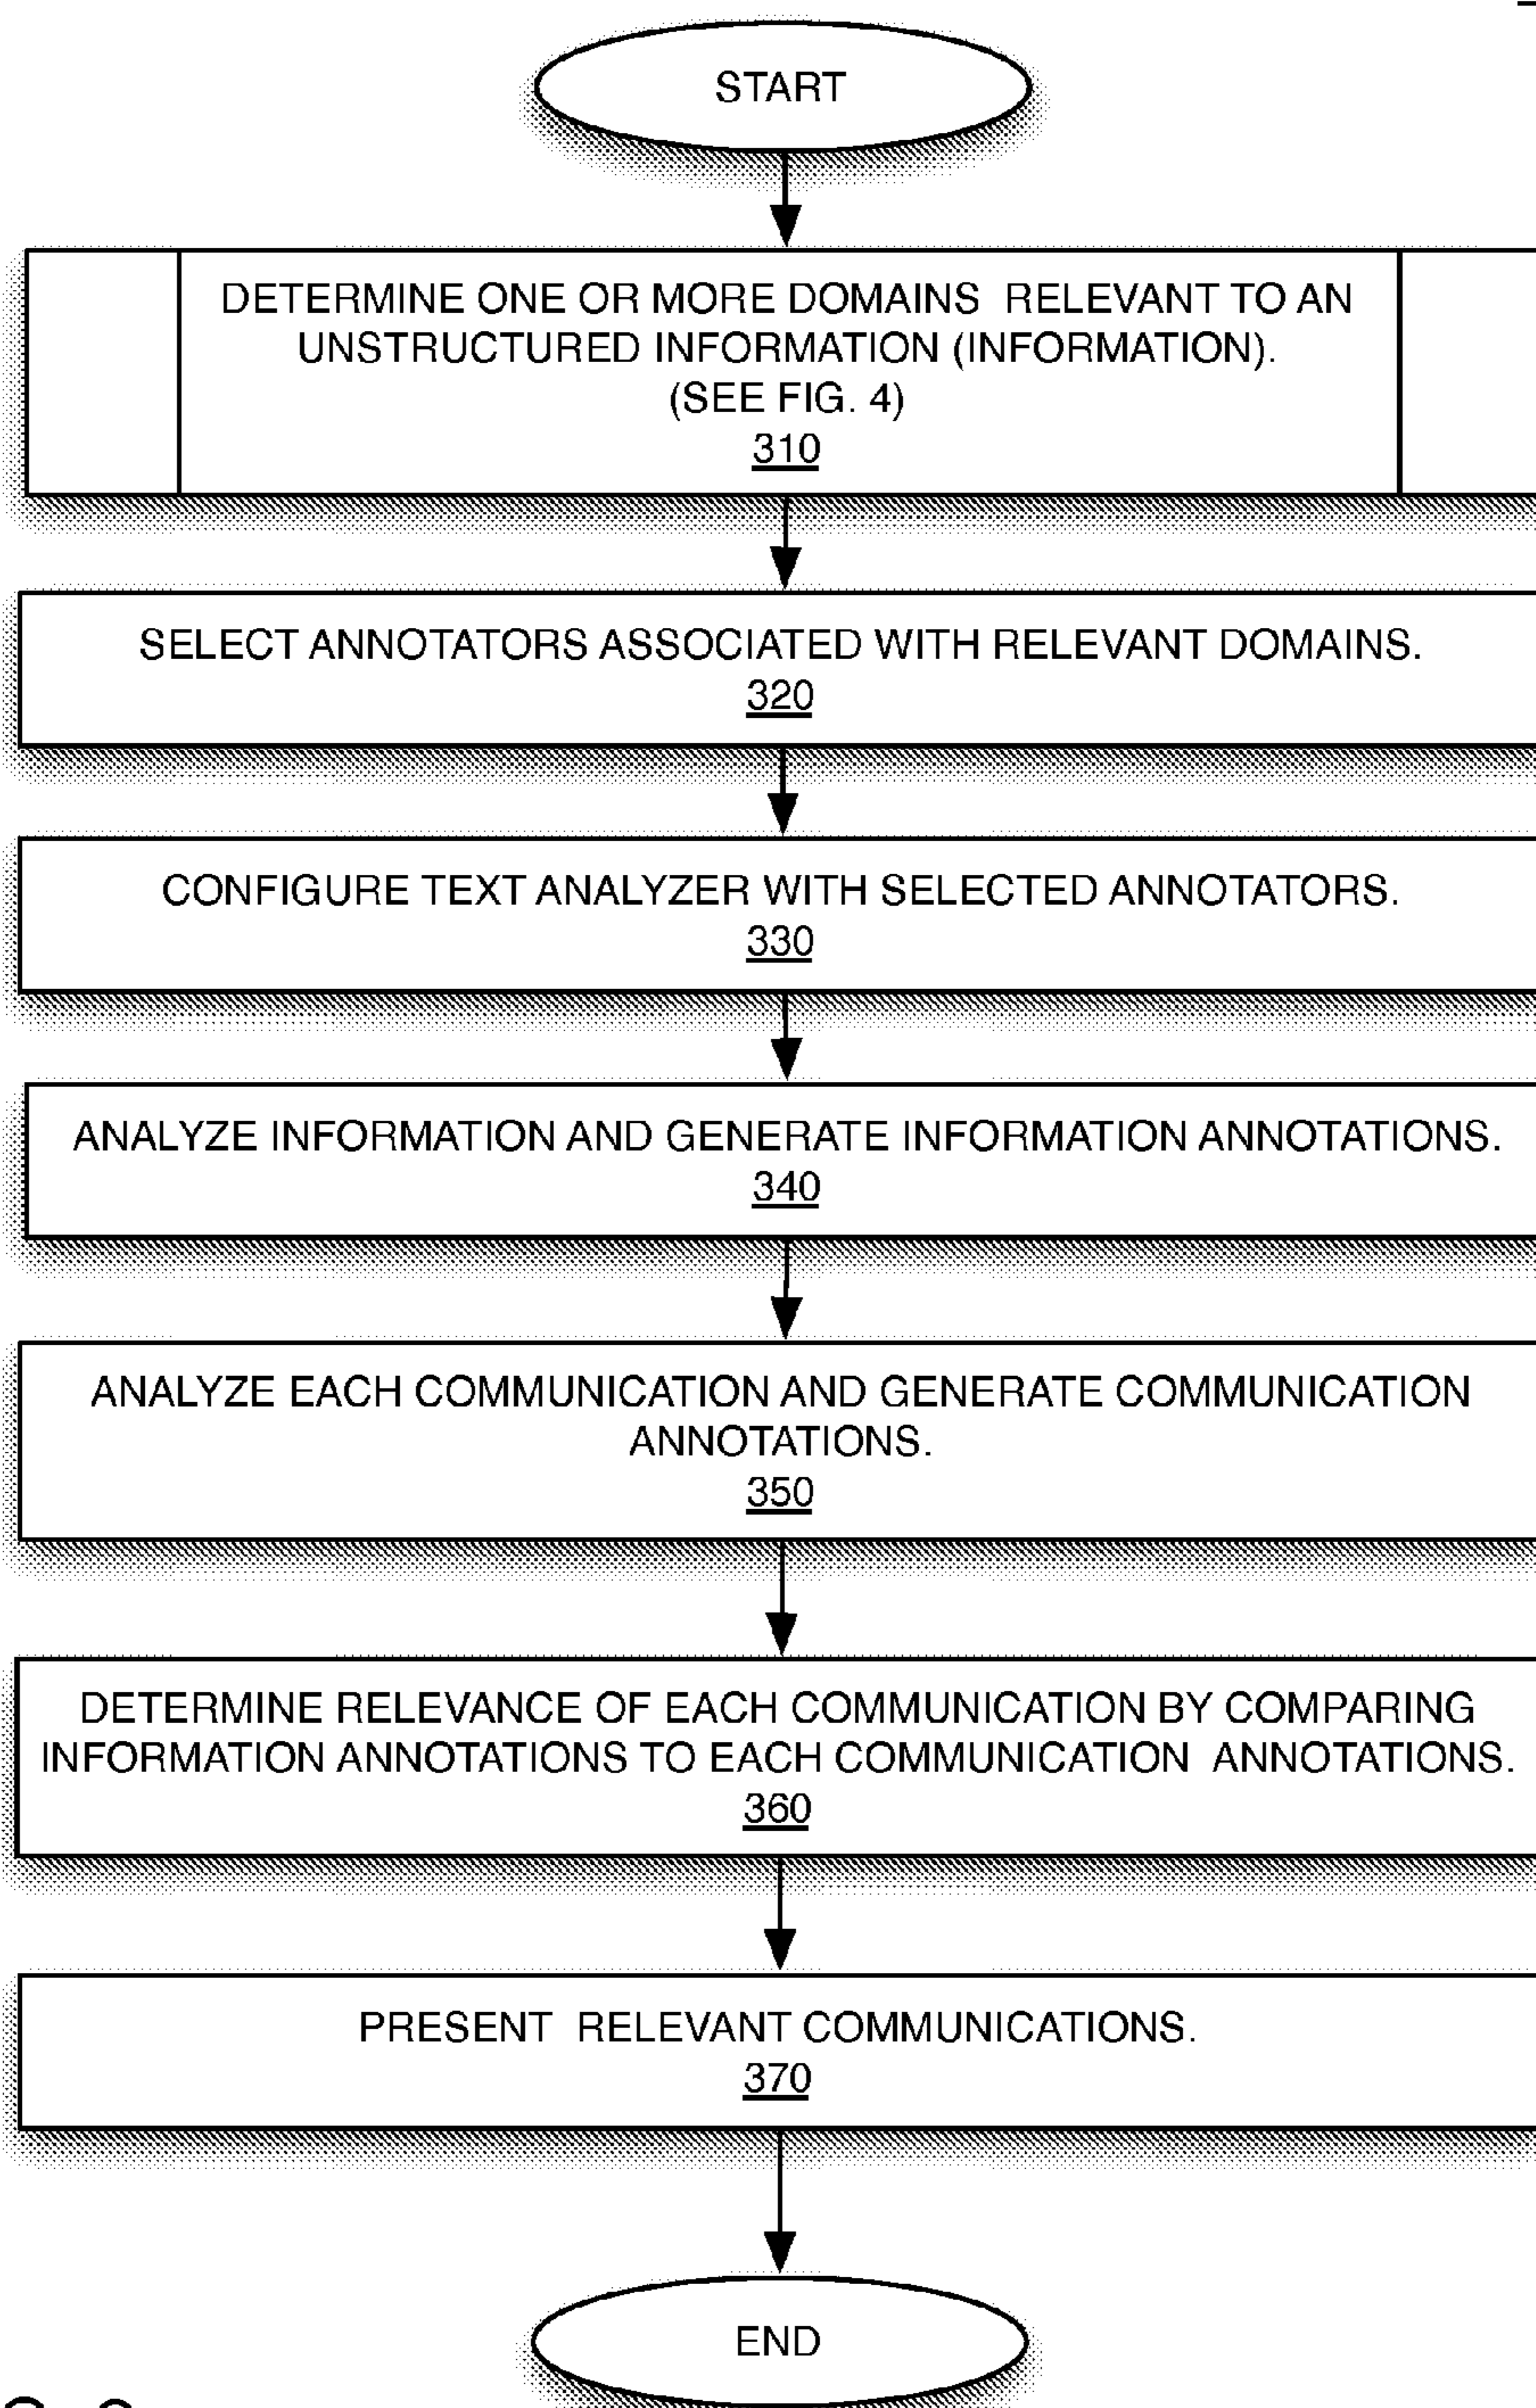 START
DETERMINE ONE OR MORE DOMAINS RELEVANT TO AN
UNSTRUCTURED INFORMATION (INFORMATION).
(SEE FIG. 4)
310
SELECT ANNOTATORS ASSOCIATED WITH RELEVANT DOMAINS.
320
CONFIGURE TEXT ANALYZER WITH SELECTED ANNOTATORS.
330
ANALYZE INFORMATION AND GENERATE INFORMATION ANNOTATIONS.
340
ANALYZE EACH COMMUNICATION AND GENERATE COMMUNICATION
ANNOTATIONS.
350
DETERMINE RELEVANCE OF EACH COMMUNICATION BY COMPARING
INFORMATION ANNOTATIONS TO EACH COMMUNICATION ANNOTATIONS.
360
PRESENT RELEVANT COMMUNICATIONS.
370
END